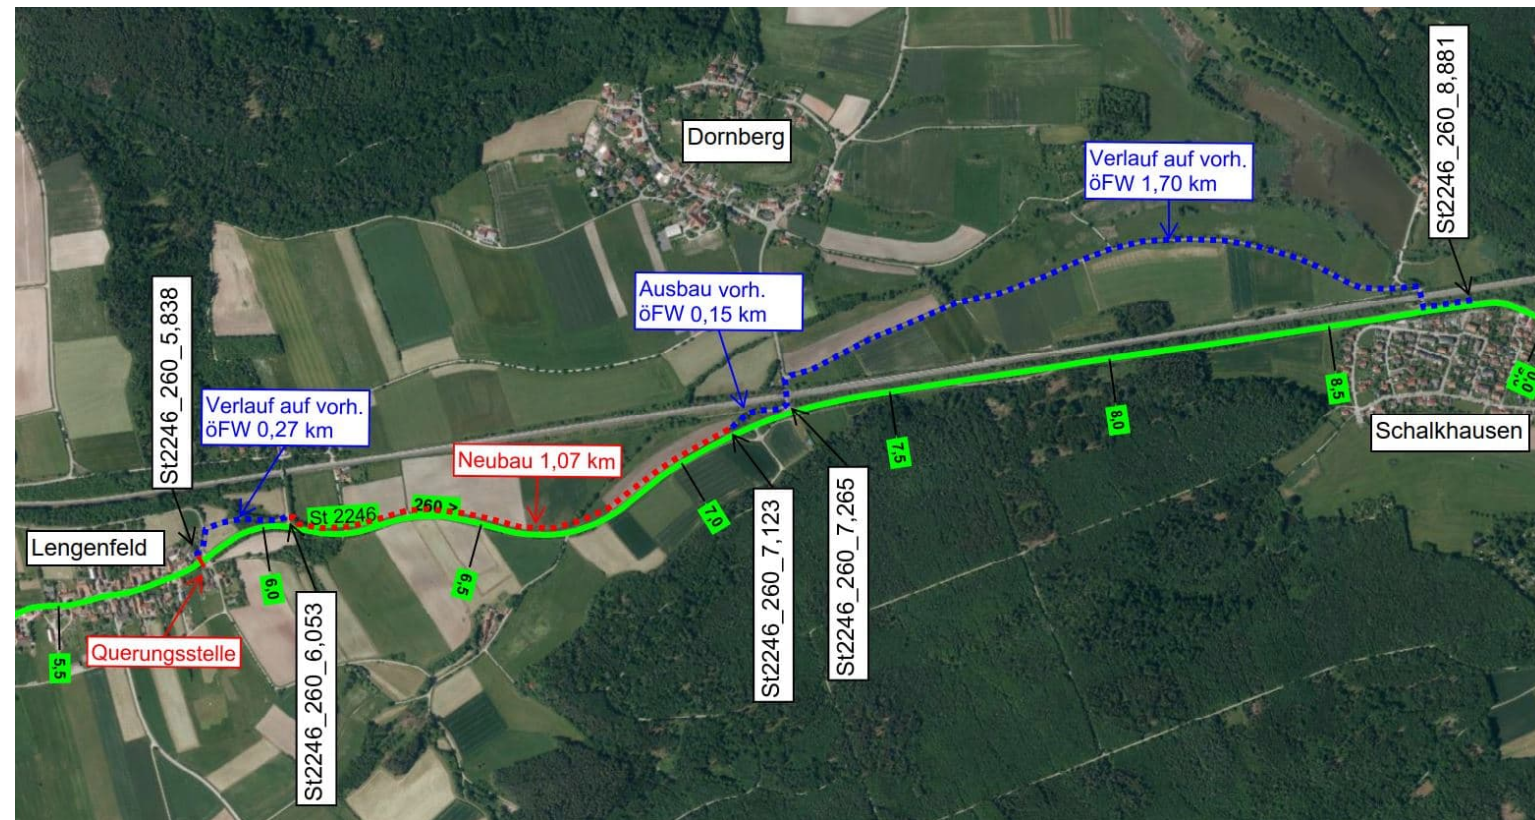 Dornberg
Verlauf auf vorh.
öFW 1,70 km
St2246_260_8,881
St2246_260_5,838
Ausbau vorh.
öFW 0,15 km
Verlauf auf vorh.
öFW 0,27 km
Neubau 1,07 km
Schalkhausen
St 2246
260 7
Lengenfeld
Querungsstelle
5,5
6,0
6,5
7,0
7,5
8,0
8,5
St2246_260_6,053
St2246_260_7,123
St2246_260_7,265